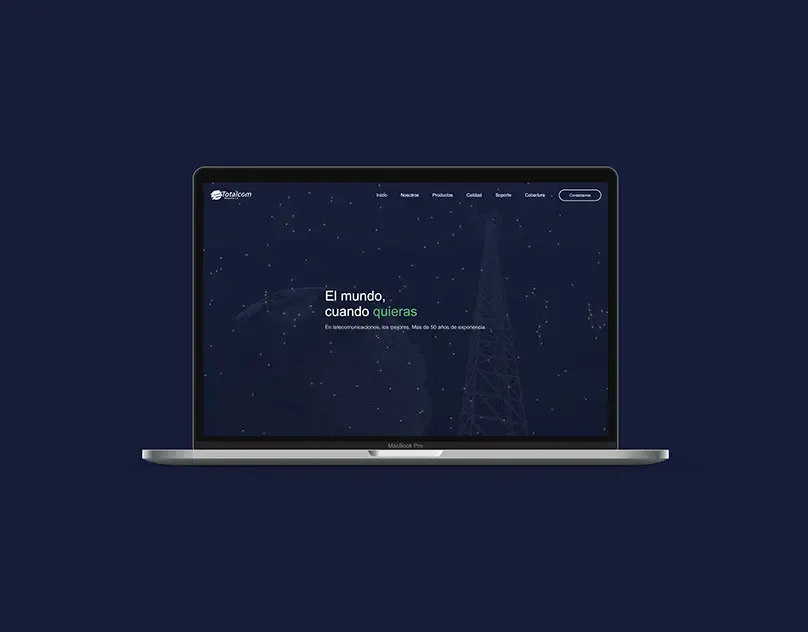 Totalcom
Inicio
Nosotros
Productos
Calidad
Soporte
Cobertura
Contáctanos
El mundo,
cuando quieras
En telecomunicaciones, los mejores. Mas de 50 años de experiencia.
MacBook Pro